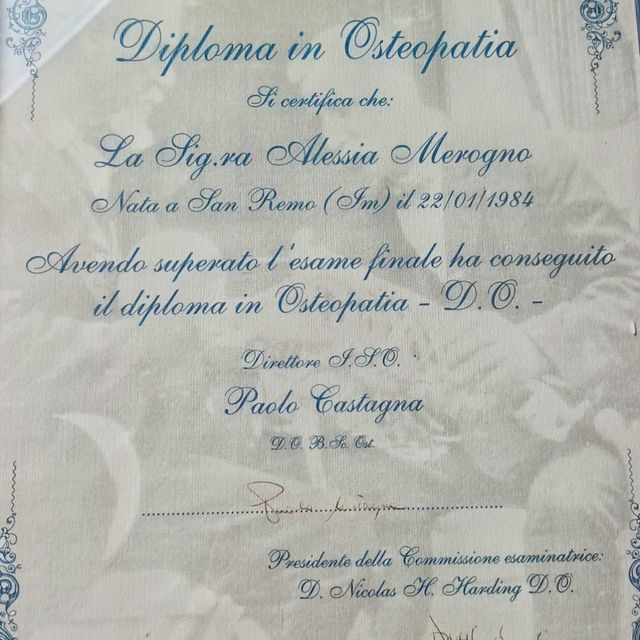 Diploma in Osteopatia
Si certifica che:
La Sig.ra Alessia Merogno
Nata a San Remo (Im) il 22/01/1984
Avendo superato l'esame finale ha conseguito
il diploma in Osteopatia - D.O. -
Direttore I.S.O.
Paolo Castagna
D.O. B.Sc. Ost.
Presidente della Commissione esaminatrice:
D. Nicolas H. Harding D.O.